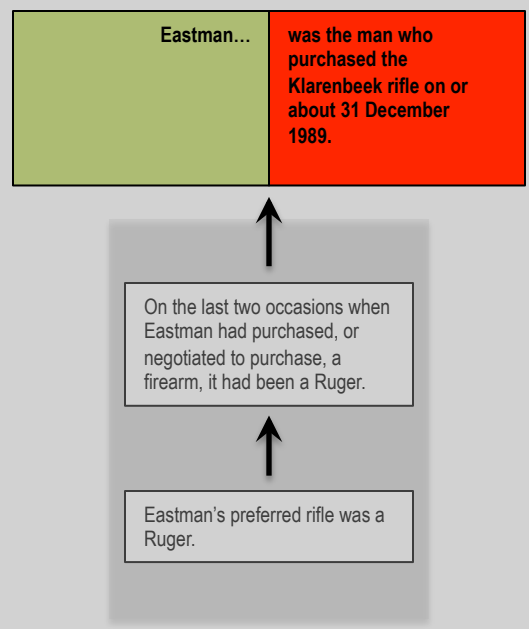 Eastman…
was the man who
purchased the
Klarenbeek rifle on or
about 31 December
1989.
On the last two occasions when
Eastman had purchased, or
negotiated to purchase, a
firearm, it had been a Ruger.
Eastman’s preferred rifle was a
Ruger.